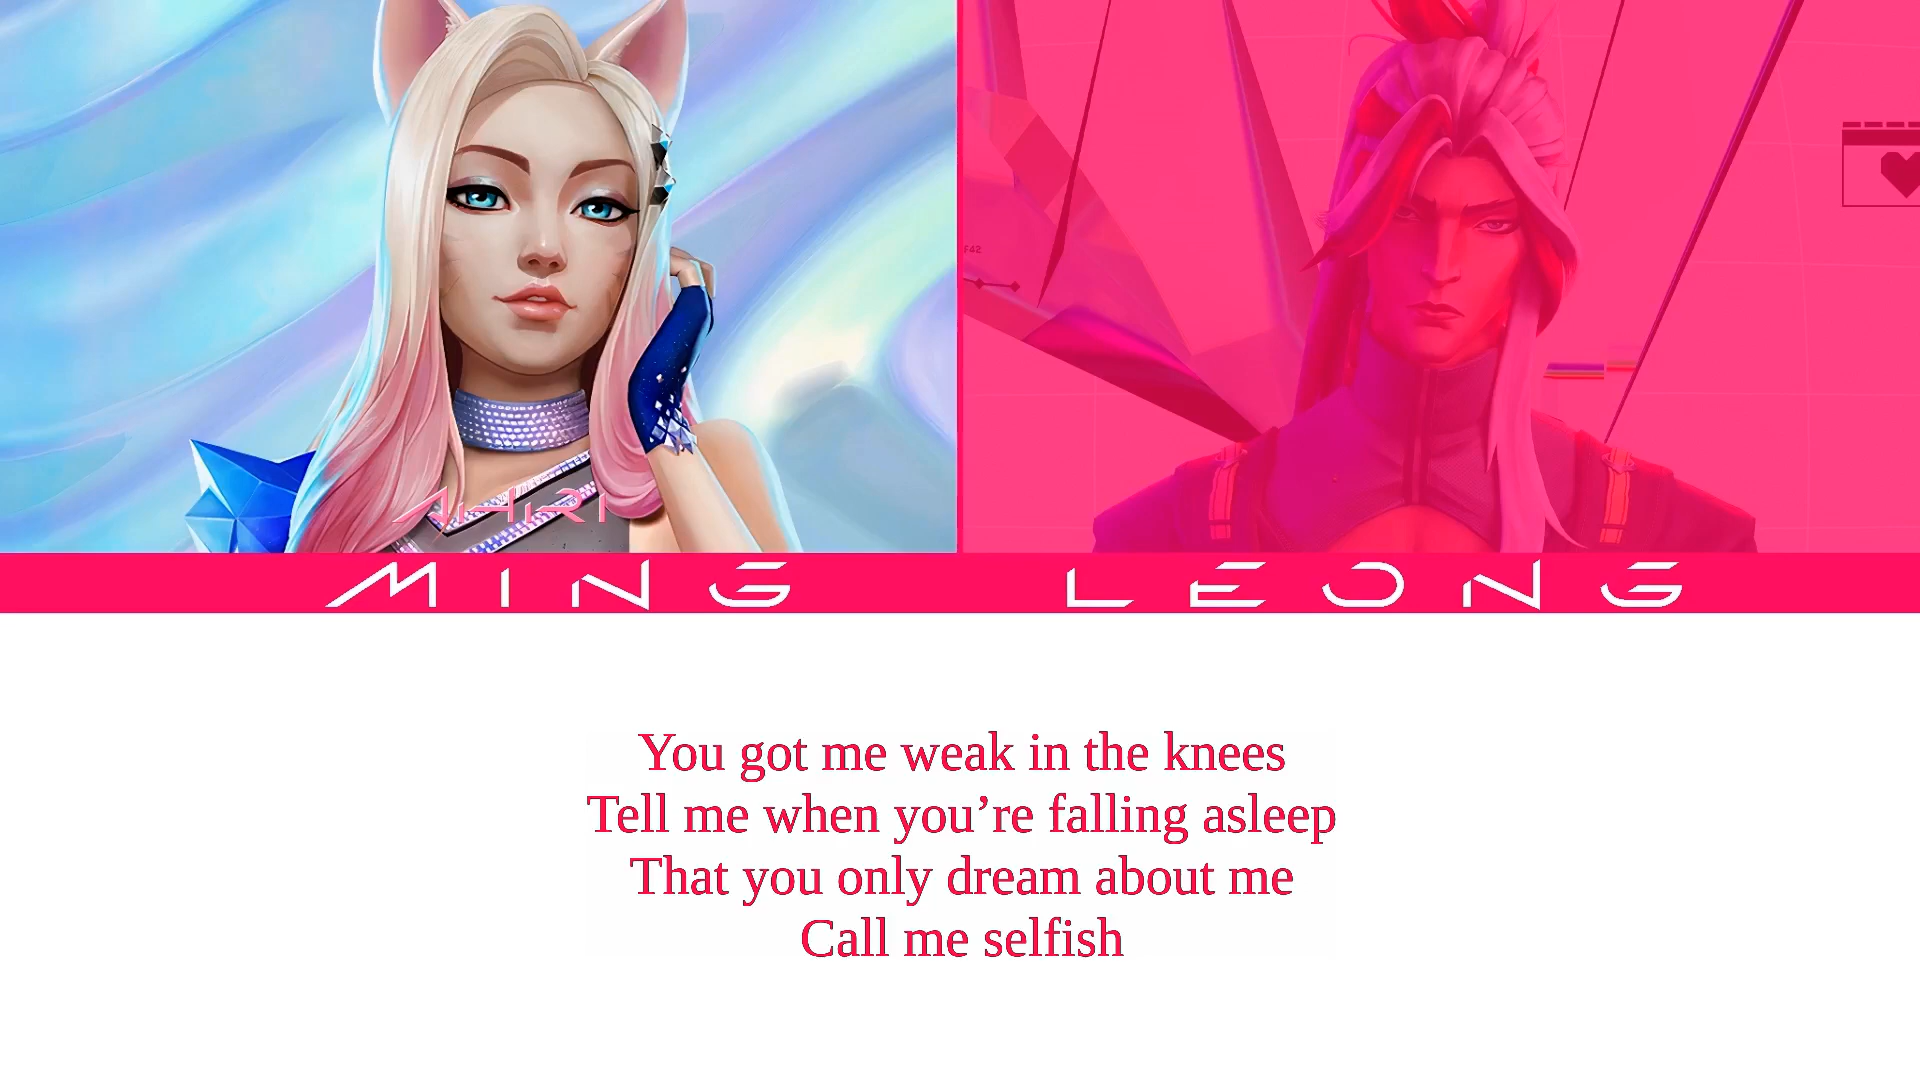 F42
AHRI
MING LEONG
You got me weak in the knees
Tell me when you’re falling asleep
That you only dream about me
Call me selfish